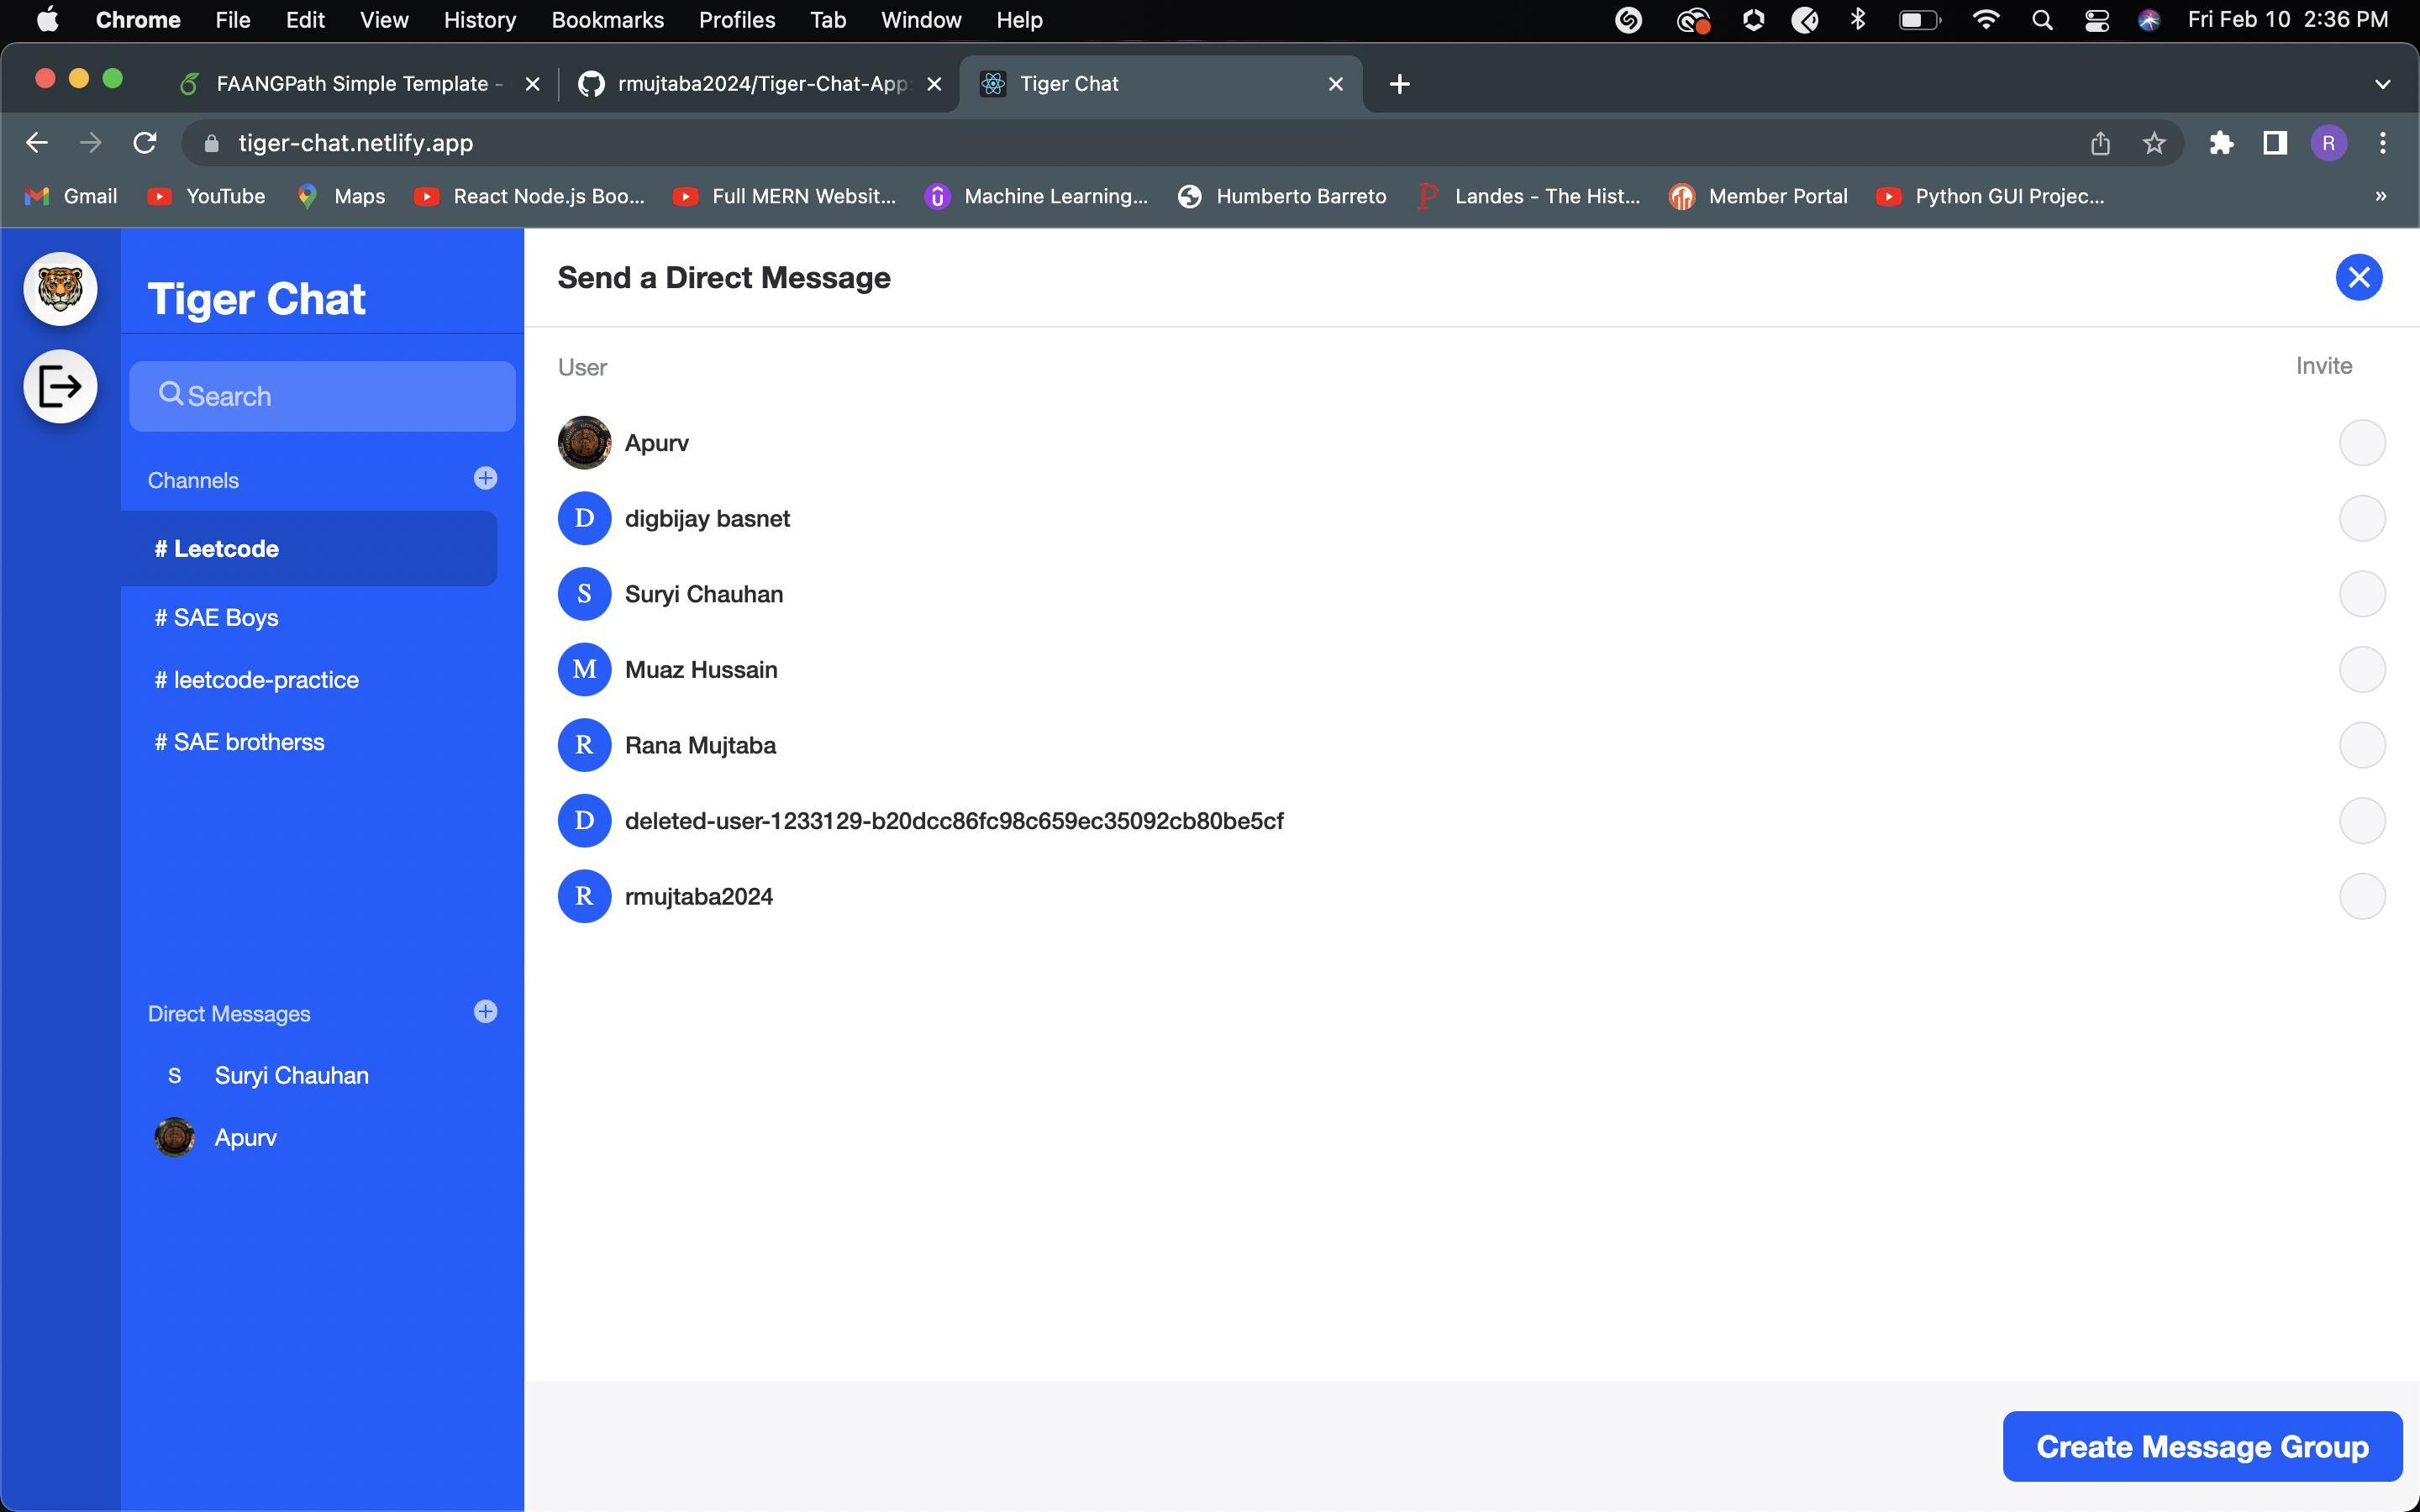 Chrome File Edit View History Bookmarks Profiles Tab Window Help Fri Feb 10 2:36 PM
FAANGPath Simple Template - rmujtaba2024/Tiger-Chat-App: Tiger Chat
tiger-chat.netlify.app R
Gmail YouTube Maps React Node.js Boo... Full MERN Websit... Machine Learning... Humberto Barreto Landes - The Hist... Member Portal Python GUI Projec... »
Tiger Chat
Search
Channels
# Leetcode
# SAE Boys
# leetcode-practice
# SAE brotherss
Direct Messages
S Suryi Chauhan
Apurv
Send a Direct Message
User Invite
Apurv
D digbijay basnet
S Suryi Chauhan
M Muaz Hussain
R Rana Mujtaba
D deleted-user-1233129-b20dcc86fc98c659ec35092cb80be5cf
R rmujtaba2024
Create Message Group